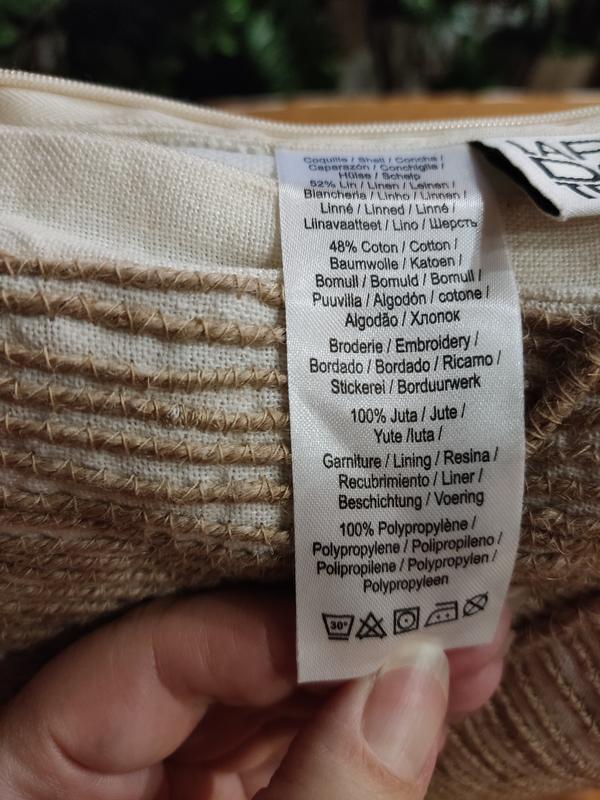 Coquille / Shell / Concha /
Caparazón / Conchiglia /
Hülse / Schelp
52% Lin / Linen / Leinen /
Biancheria / Linho / Linnen /
Linné / Linned / Linné /
Liinavaatteet / Lino / Шерсть
48% Coton / Cotton /
Baumwolle / Katoen /
Bomull / Bomuld / Bomull /
Puuvilla / Algodón / cotone /
Algodão / Хлопок
Broderie / Embroidery /
Bordado / Bordado / Ricamo /
Stickerei / Borduurwerk
100% Juta / Jute /
Yute /Iuta /
Garniture / Lining / Resina /
Recubrimiento / Liner /
Beschichtung / Voering
100% Polypropylène /
Polypropylene / Polipropileno /
Polipropilene / Polypropylen /
Polypropyleen
30°